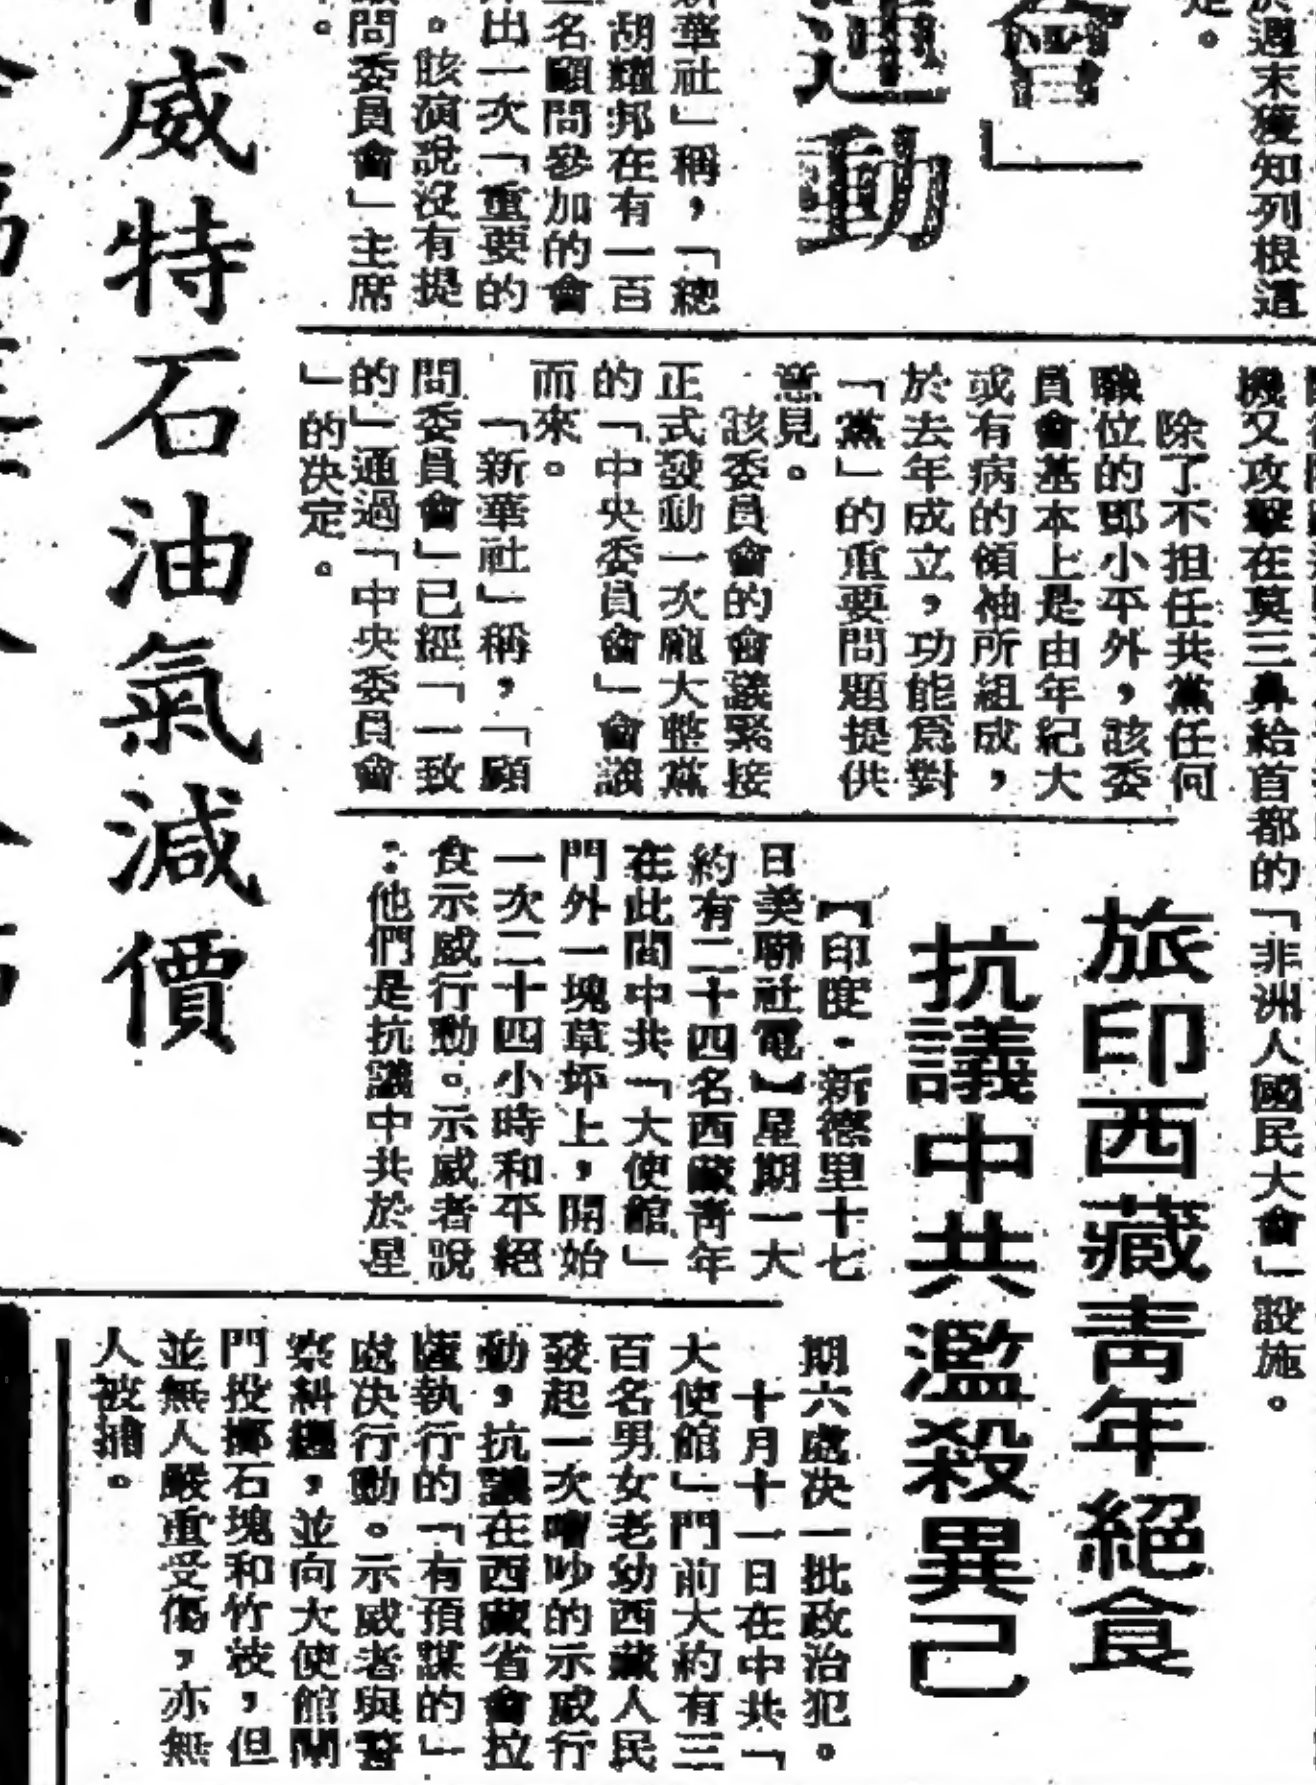 於週末獲知列根這
定。
會」
運動
新華社」稱，「總
胡耀邦在有一百
名顧問參加的會
出一次「重要的
。該演說沒有提
問委員會」主席
。
機又攻擊在莫三鼻給首都的「非洲人國民大會」設施。
除了不担任共黨任何
職位的鄧小平外，該委
員會基本上是由年紀大
或有病的領袖所組成，
於去年成立，功能爲對
「黨」的重要問題提供
意見。
該委員會的會議緊接
正式發動一次龐大整黨
的「中央委員會」會議
而來。
「新華社」稱，「顧
問委員會」已經「一致
的」通過「中央委員會
」的决定。
旅印西藏青年絕食
抗議中共濫殺異己
【印度・新德里十七
日美聯社電】星期一大
約有二十四名西藏青年
在此間中共「大使館」
門外一塊草坏上，開始
一次二十四小時和平絕
食示威行動。示威者說
：他們是抗議中共於星
期六處决一批政治犯。
十月十一日在中共「
大使館」門前大約有三
百名男女老幼西藏人民
發起一次嘈吵的示威行
動，抗議在西藏省會拉
薩執行的「有預謀的」
處决行動。示威者與警
察糾纏，並向大使館閘
門投擲石塊和竹枝，但
並無人嚴重受傷，亦無
人被捕。
威特石油氣減價